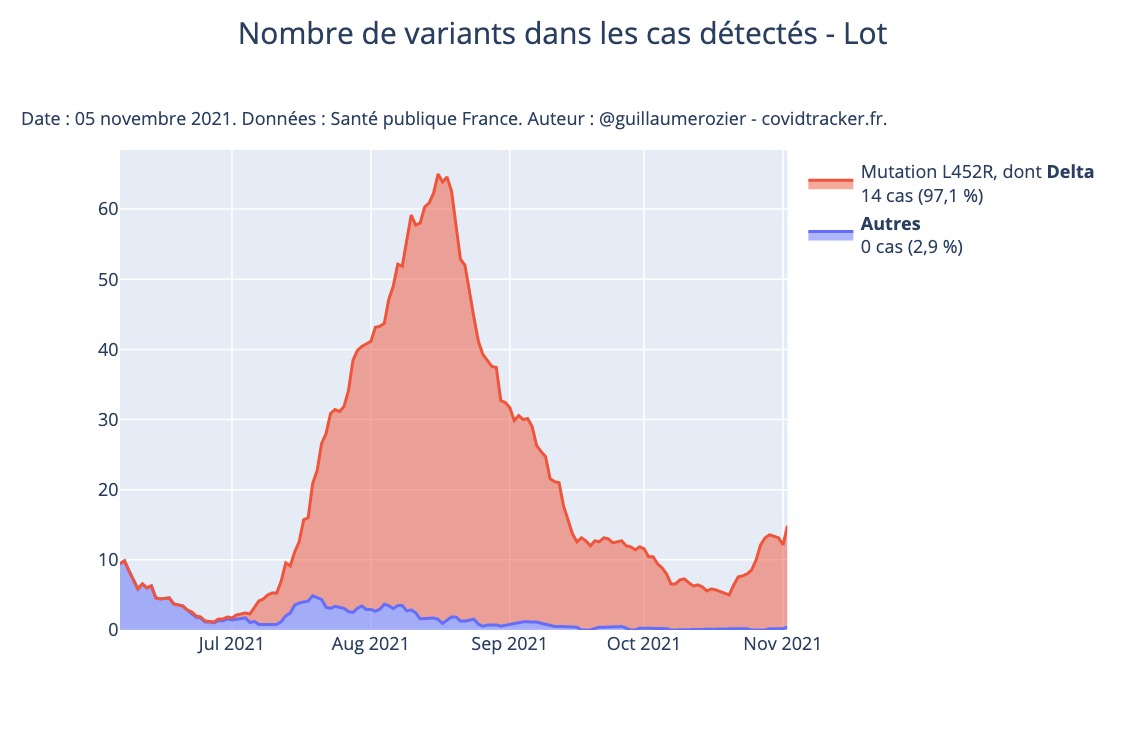 Nombre de variants dans les cas détectés - Lot
Date : 05 novembre 2021. Données : Santé publique France. Auteur : @guillaumerozier - covidtracker.fr.
Mutation L452R, dont Delta
14 cas (97,1 %)
Autres
0 cas (2,9 %)
60
50
40
30
20
10
0
Jul 2021 Aug 2021 Sep 2021 Oct 2021 Nov 2021